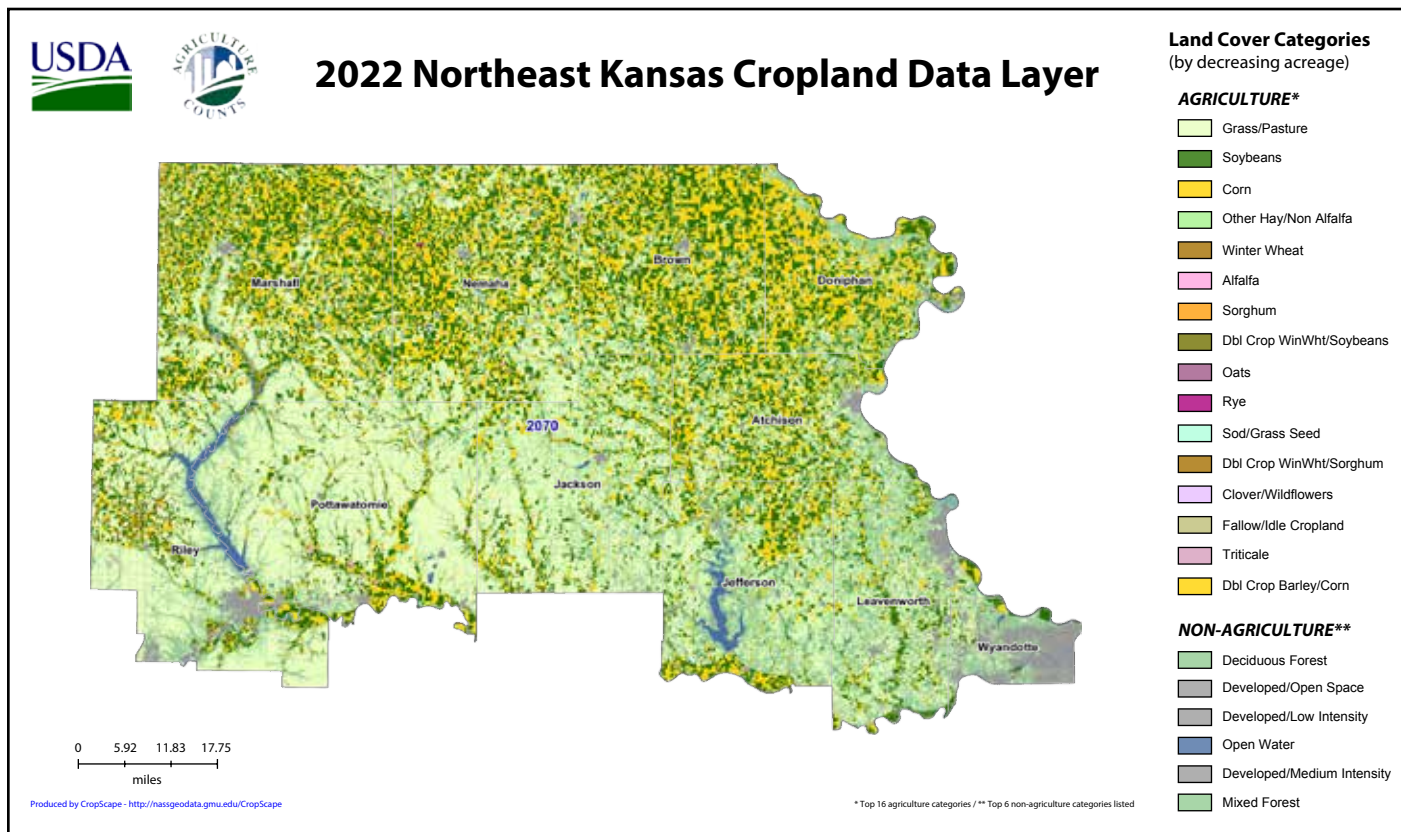 USDA
AGRICULTURE
COUNTS
2022 Northeast Kansas Cropland Data Layer
Land Cover Categories
(by decreasing acreage)
AGRICULTURE*
Grass/Pasture
Soybeans
Corn
Other Hay/Non Alfalfa
Winter Wheat
Alfalfa
Sorghum
Dbl Crop WinWht/Soybeans
Oats
Rye
Sod/Grass Seed
Dbl Crop WinWht/Sorghum
Clover/Wildflowers
Fallow/Idle Cropland
Triticale
Dbl Crop Barley/Corn
NON-AGRICULTURE**
Deciduous Forest
Developed/Open Space
Developed/Low Intensity
Open Water
Developed/Medium Intensity
Mixed Forest
Marshall
Nemaha
Brown
Doniphan
2070
Atchison
Jackson
Pottawatomie
Riley
Jefferson
Leavenworth
Wyandotte
0 5.92 11.83 17.75
miles
Produced by CropScape - http://nassgeodata.gmu.edu/CropScape
* Top 16 agriculture categories / ** Top 6 non-agriculture categories listed